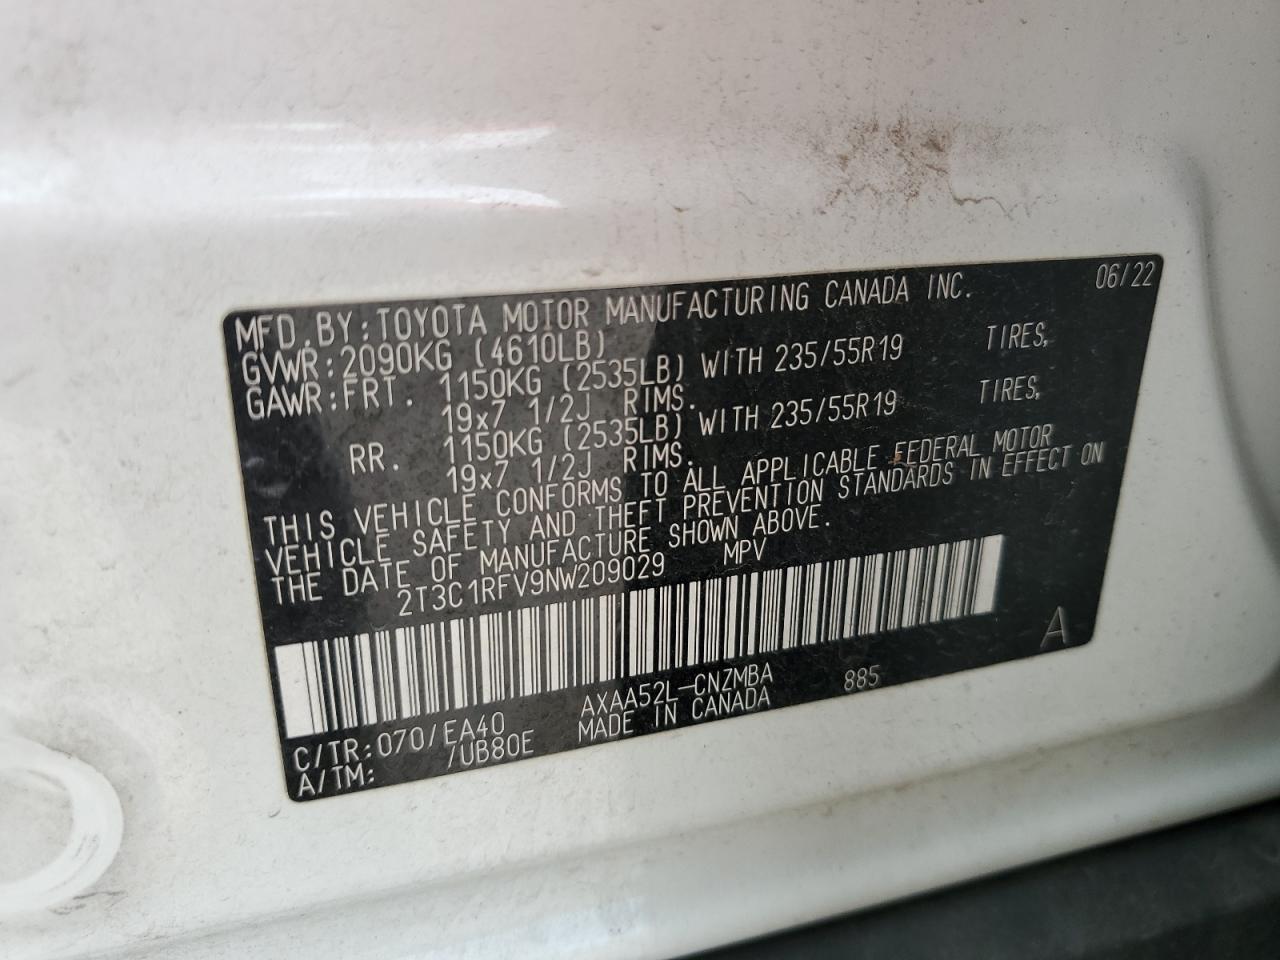 MFD.BY:TOYOTA MOTOR MANUFACTURING CANADA INC. 06/22
GVWR:2090KG (4610LB)
GAWR:FRT. 1150KG (2535LB) WITH 235/55R19 TIRES,
19x7 1/2J RIMS.
RR. 1150KG (2535LB) WITH 235/55R19 TIRES,
19x7 1/2J RIMS.
THIS VEHICLE CONFORMS TO ALL APPLICABLE FEDERAL MOTOR
VEHICLE SAFETY AND THEFT PREVENTION STANDARDS IN EFFECT ON
THE DATE OF MANUFACTURE SHOWN ABOVE.
2T3C1RFV9NW209029 MPV
A
C/TR:070/EA40 AXAA52L-CNZMBA 885
A/TM: /UB80E MADE IN CANADA